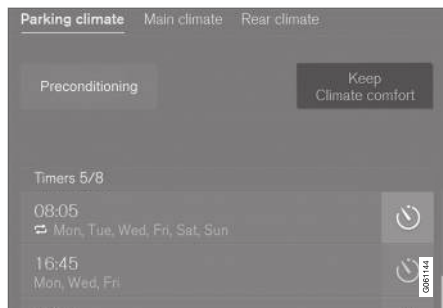 Parking climate Main climate Rear climate
Preconditioning
Keep
Climate comfort
Timers 5/8
08:05
Mon, Tue, Wed, Fri, Sat, Sun
16:45
Mon, Wed, Fri
G061144